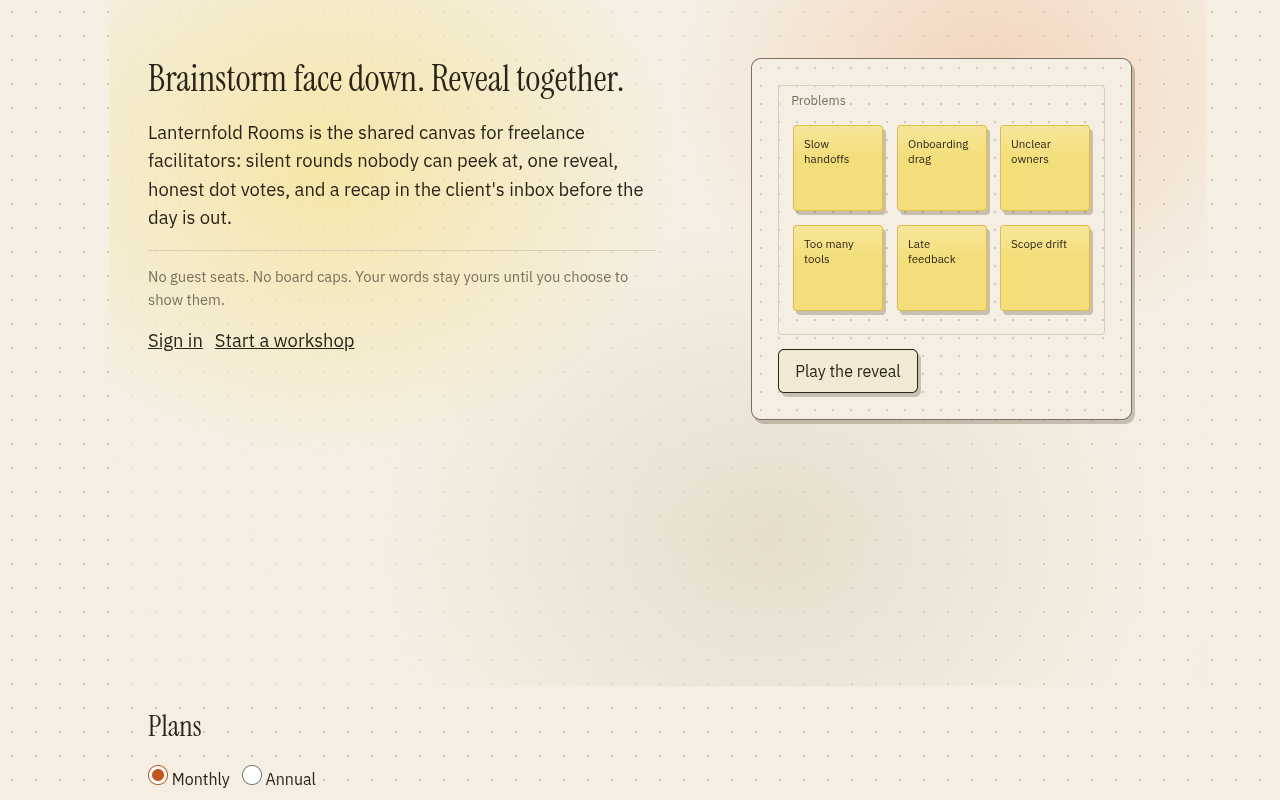 Brainstorm face down. Reveal together.
Lanternfold Rooms is the shared canvas for freelance
facilitators: silent rounds nobody can peek at, one reveal,
honest dot votes, and a recap in the client's inbox before the
day is out.
No guest seats. No board caps. Your words stay yours until you choose to
show them.
Sign in Start a workshop
Problems
Slow
handoffs
Onboarding
drag
Unclear
owners
Too many
tools
Late
feedback
Scope drift
Play the reveal
Plans
Monthly Annual